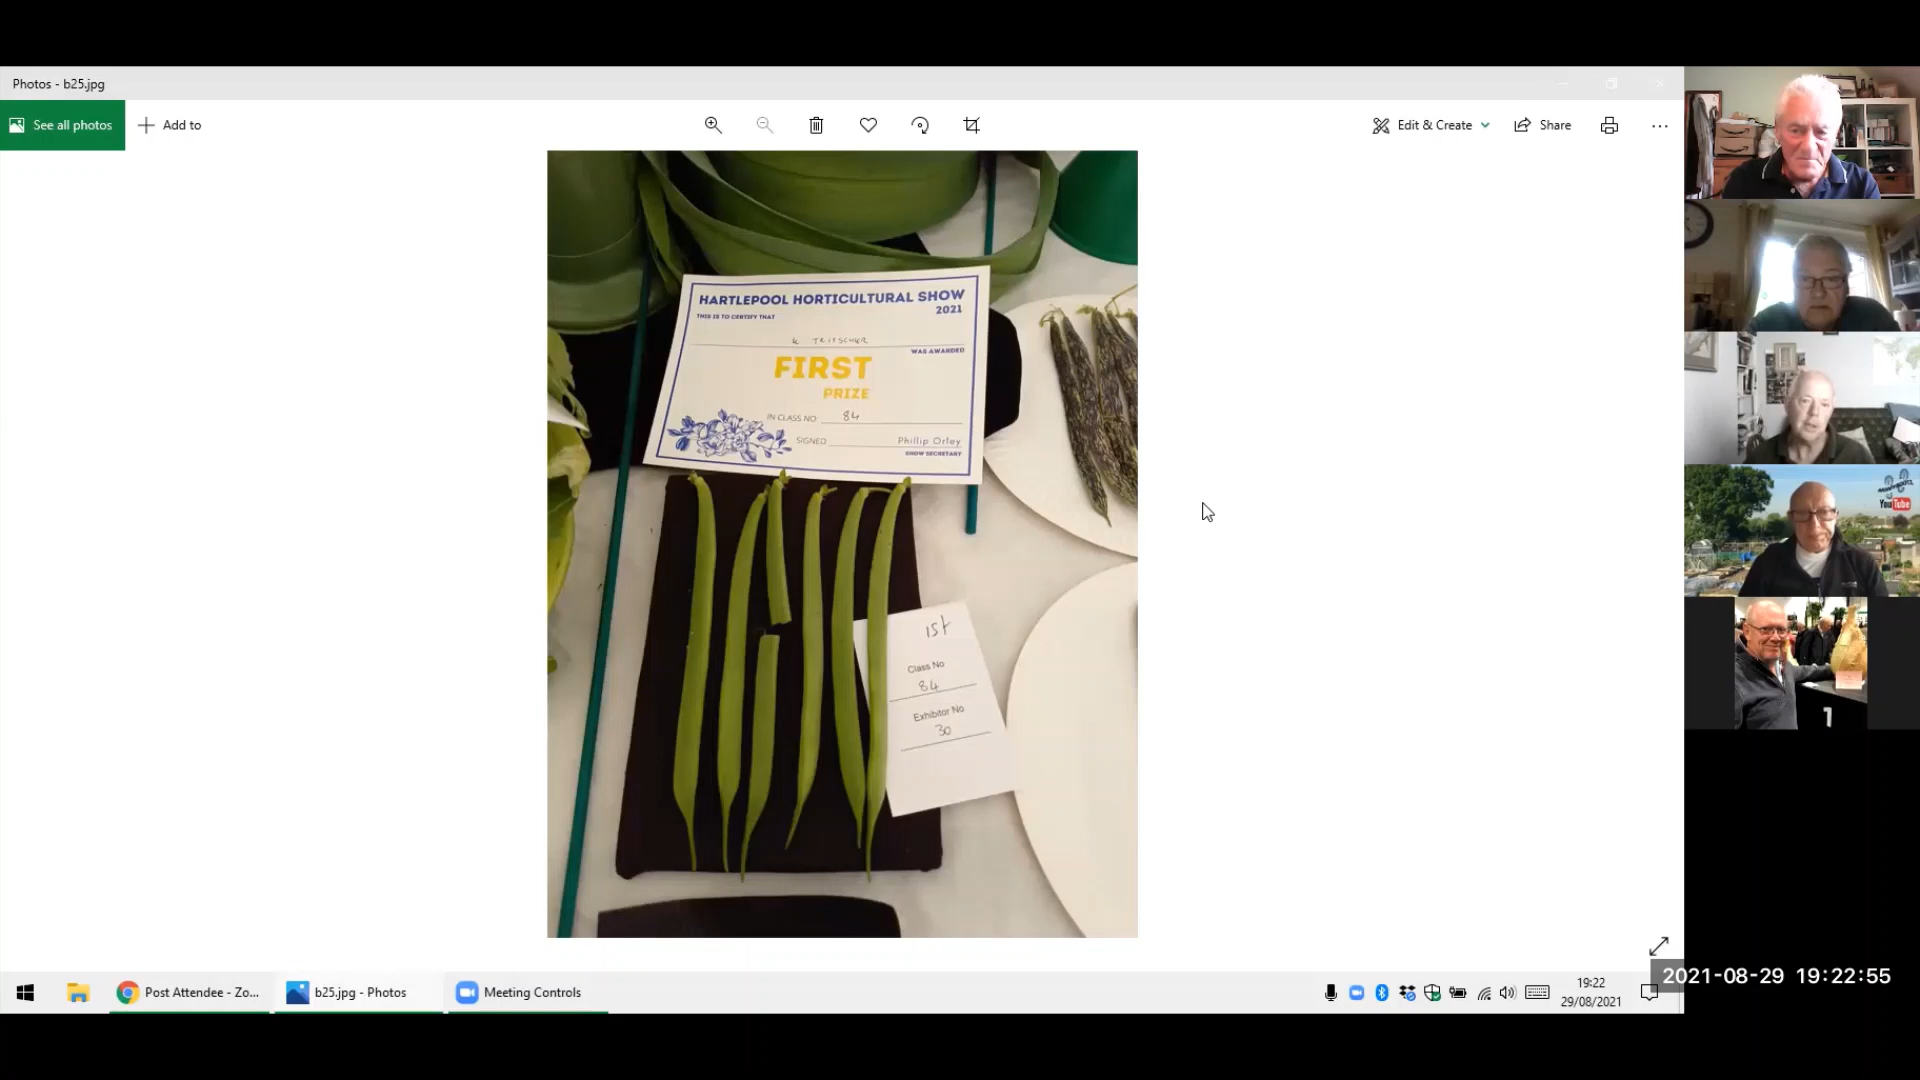 Photos - b25.jpg
See all photos
Add to
Edit & Create
Share
HARTLEPOOL HORTICULTURAL SHOW
2021
THIS IS TO CERTIFY THAT
K
WAS AWARDED
FIRST
PRIZE
IN CLASS NO 84
SIGNED Phillip Orley
SHOW SECRETARY
1st
Class No
84
Exhibitor No
30
You Tube
1
Post Attendee - Zo...
b25.jpg - Photos
Meeting Controls
19:22
29/08/2021
2021-08-29 19:22:55